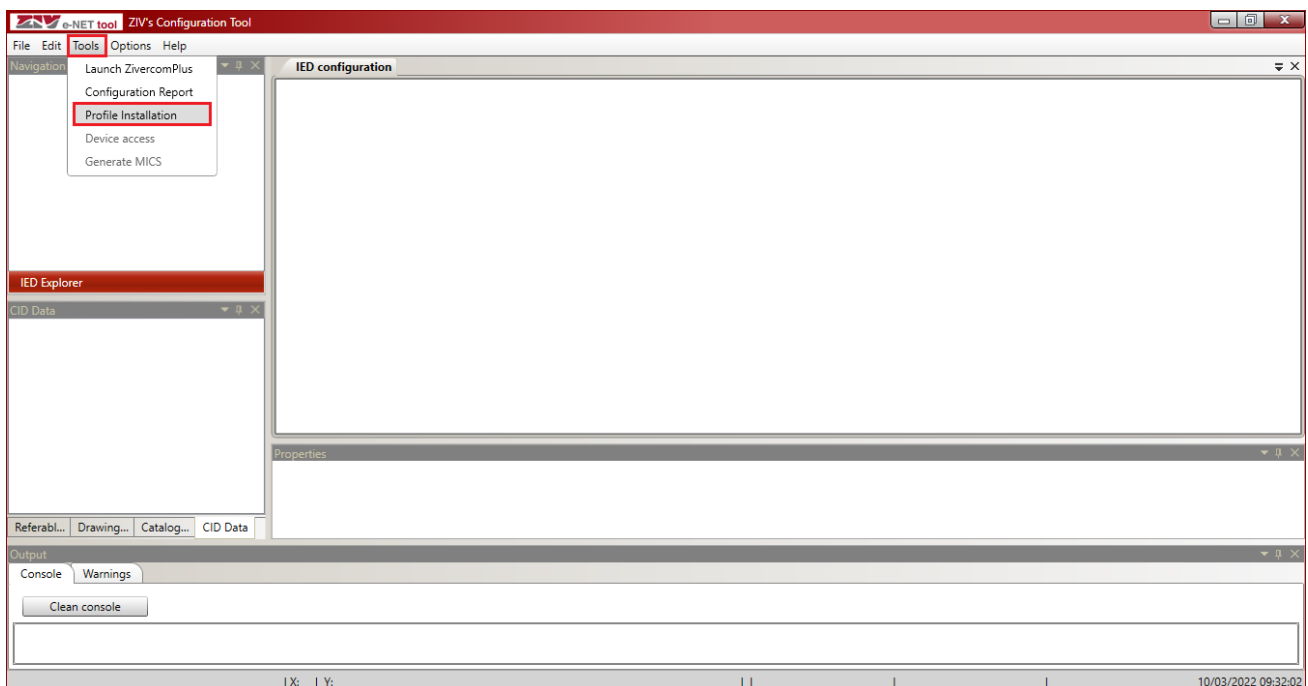 ZIV e-NET tool ZIV's Configuration Tool
File Edit Tools Options Help
Navigation
Launch ZivercomPlus
Configuration Report
Profile Installation
Device access
Generate MICS
IED Explorer
CID Data
Referabl... Drawing... Catalog... CID Data
IED configuration
Properties
Output
Console Warnings
Clean console
X: Y:
10/03/2022 09:32:02